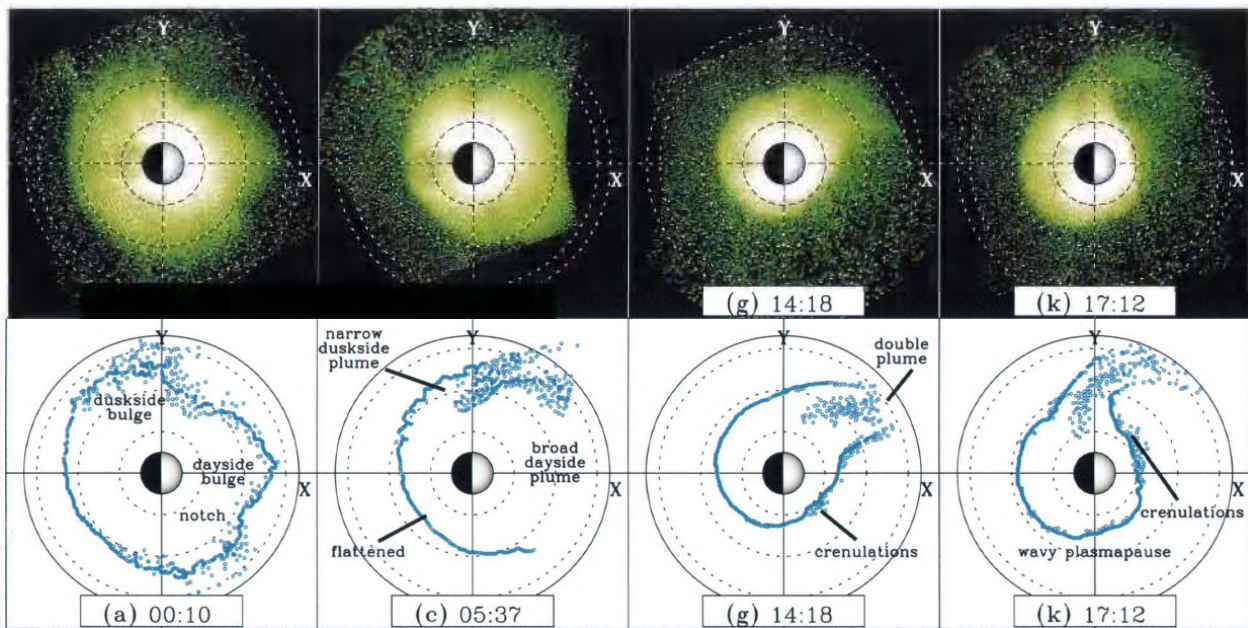 Y
X
Y
X
Y
X
(g) 14:18
Y
X
(k) 17:12
Y
duskside
bulge
dayside
bulge
notch
X
(a) 00:10
Y
narrow
duskside
plume
broad
dayside
plume
flattened
X
(c) 05:37
Y
double
plume
crenulations
X
(g) 14:18
Y
X
crenulations
wavy plasmapause
(k) 17:12